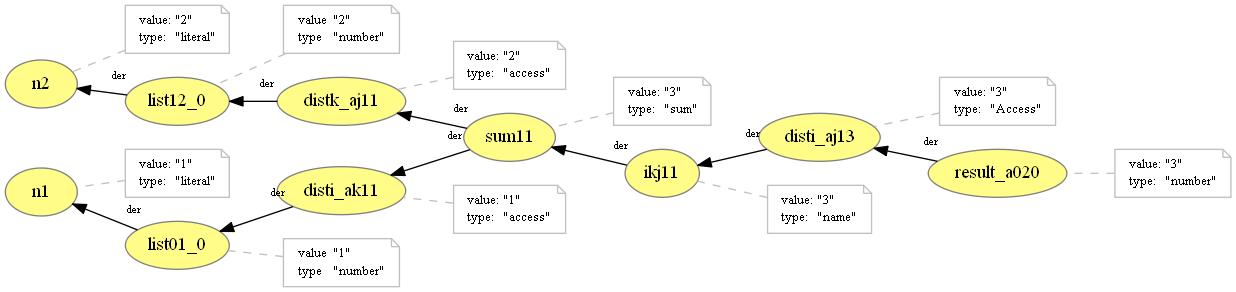 value: "2"
type: "literal"
value "2"
type "number"
value: "2"
type: "access"
n2
der
list12_0
der
distk_aj11
der
value: "3"
type: "sum"
value: "3"
type: "Access"
der
sum11
der
der
disti_aj13
der
value: "1"
type: "literal"
ikj11
result_a020
value: "3"
type: "number"
n1
der
disti_ak11
der
value: "1"
type: "access"
value: "3"
type: "name"
list01_0
value "1"
type "number"